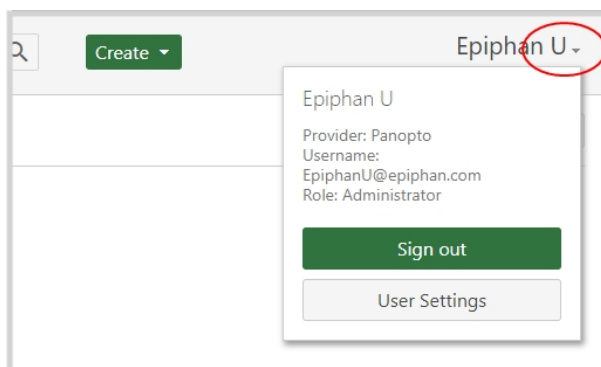 Create
Epiphan U
Epiphan U
Provider: Panopto
Username:
EpiphanU@epiphan.com
Role: Administrator
Sign out
User Settings